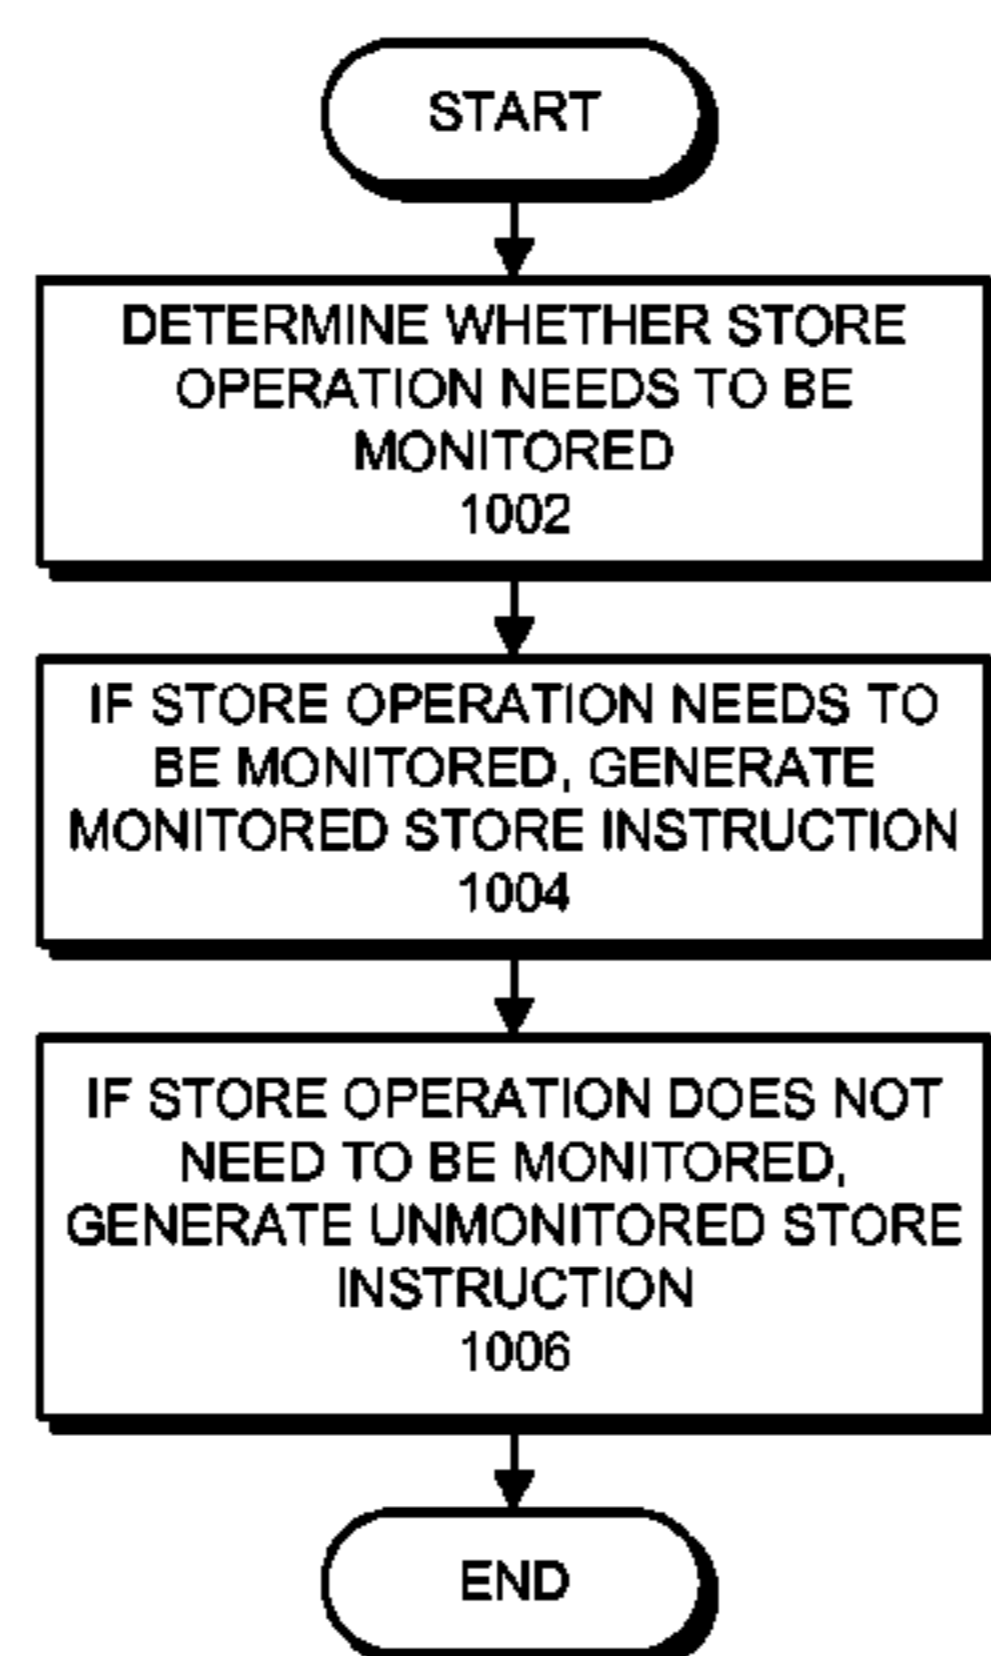 START
DETERMINE WHETHER STORE
OPERATION NEEDS TO BE
MONITORED
1002
IF STORE OPERATION NEEDS TO
BE MONITORED, GENERATE
MONITORED STORE INSTRUCTION
1004
IF STORE OPERATION DOES NOT
NEED TO BE MONITORED,
GENERATE UNMONITORED STORE
INSTRUCTION
1006
END